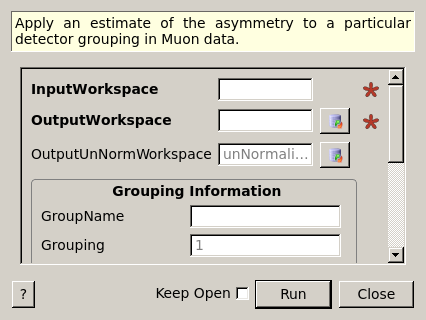 Apply an estimate of the asymmetry to a particular
detector grouping in Muon data.
InputWorkspace
OutputWorkspace
OutputUnNormWorkspace unNormali...
Grouping Information
GroupName
Grouping 1
? Keep Open Run Close